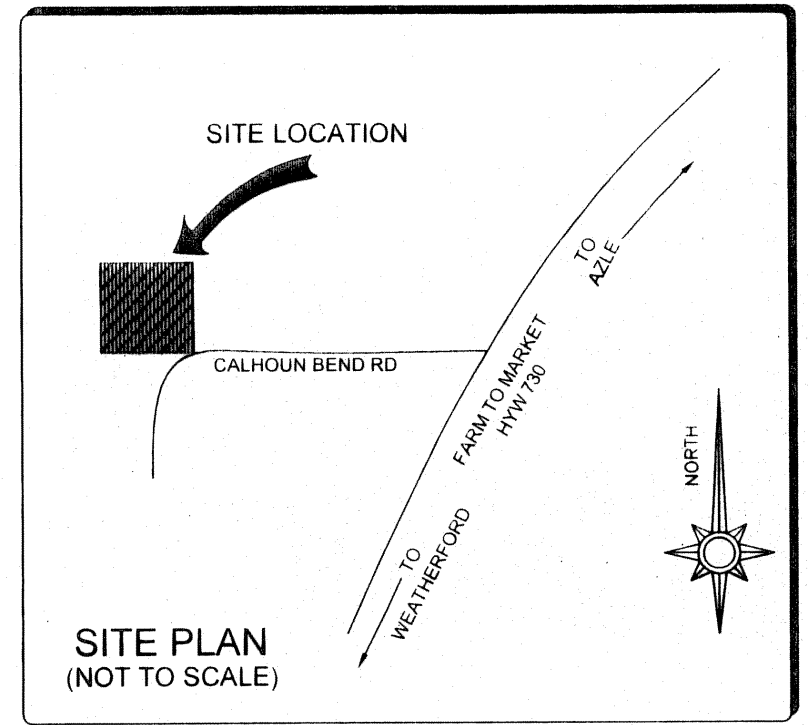 SITE LOCATION
TO
AZLE
CALHOUN BEND RD
FARM TO MARKET
HYW 730
NORTH
TO
WEATHERFORD
SITE PLAN
(NOT TO SCALE)